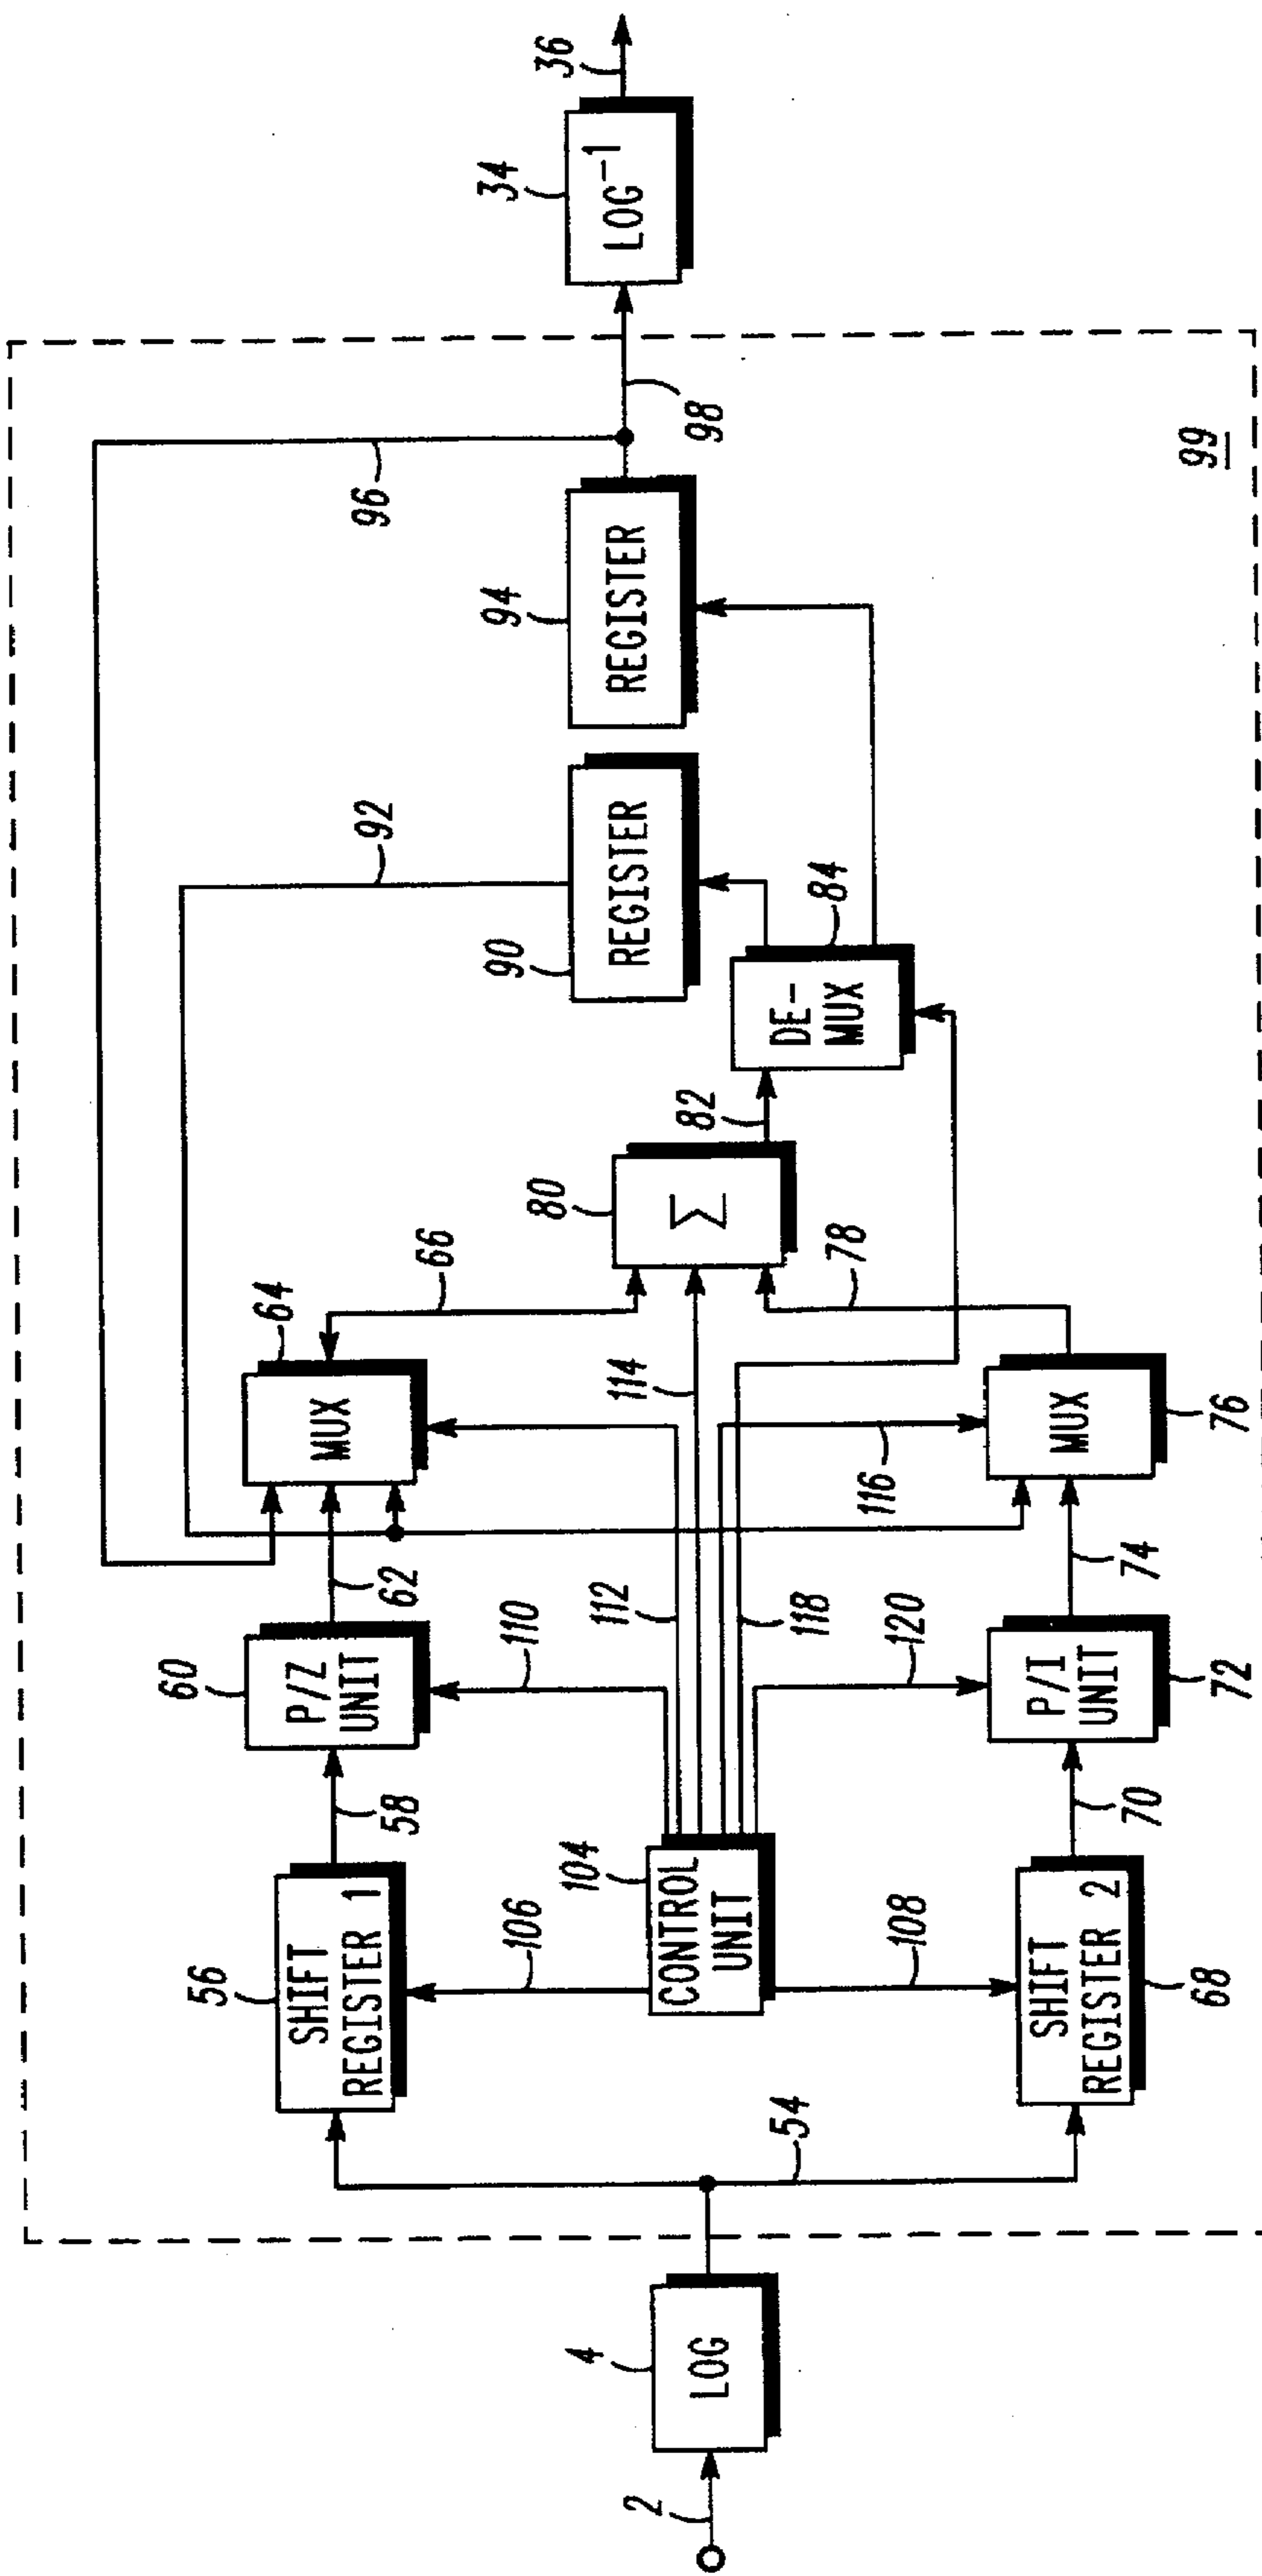 96
92
64
66
60
62
56
58
MUX
P/Z
UNIT
SHIFT
REGISTER 1
110
106
112
114
80
Σ
82
90
REGISTER
94
REGISTER
98
34
LOG⁻¹
36
DE-
MUX
84
104
CONTROL
UNIT
4
LOG
2
54
118
116
78
120
108
SHIFT
REGISTER 2
68
70
P/I
UNIT
72
74
MUX
76
99